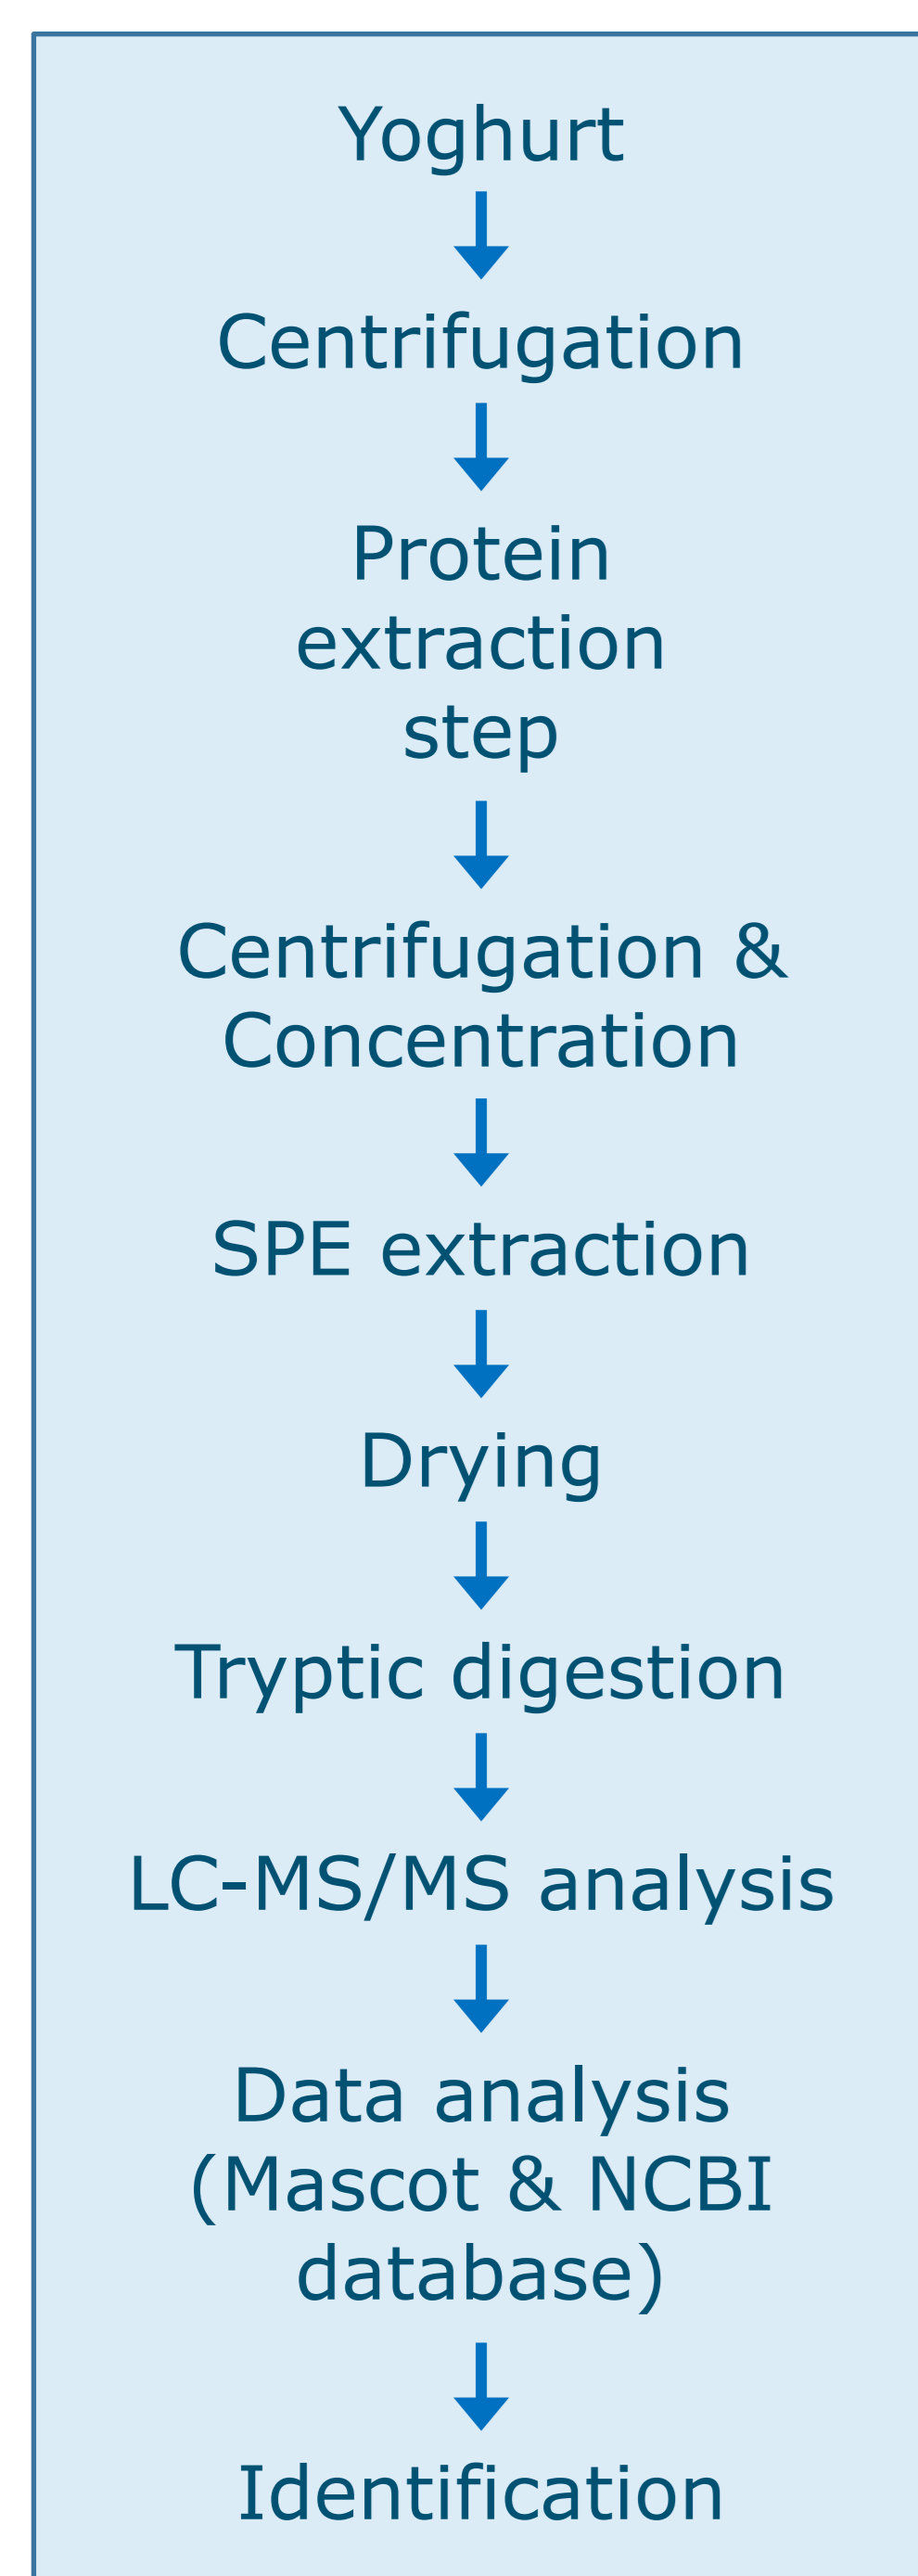 Yoghurt
Centrifugation
Protein
extraction
step
Centrifugation &
Concentration
SPE extraction
Drying
Tryptic digestion
LC-MS/MS analysis
Data analysis
(Mascot & NCBI
database)
Identification